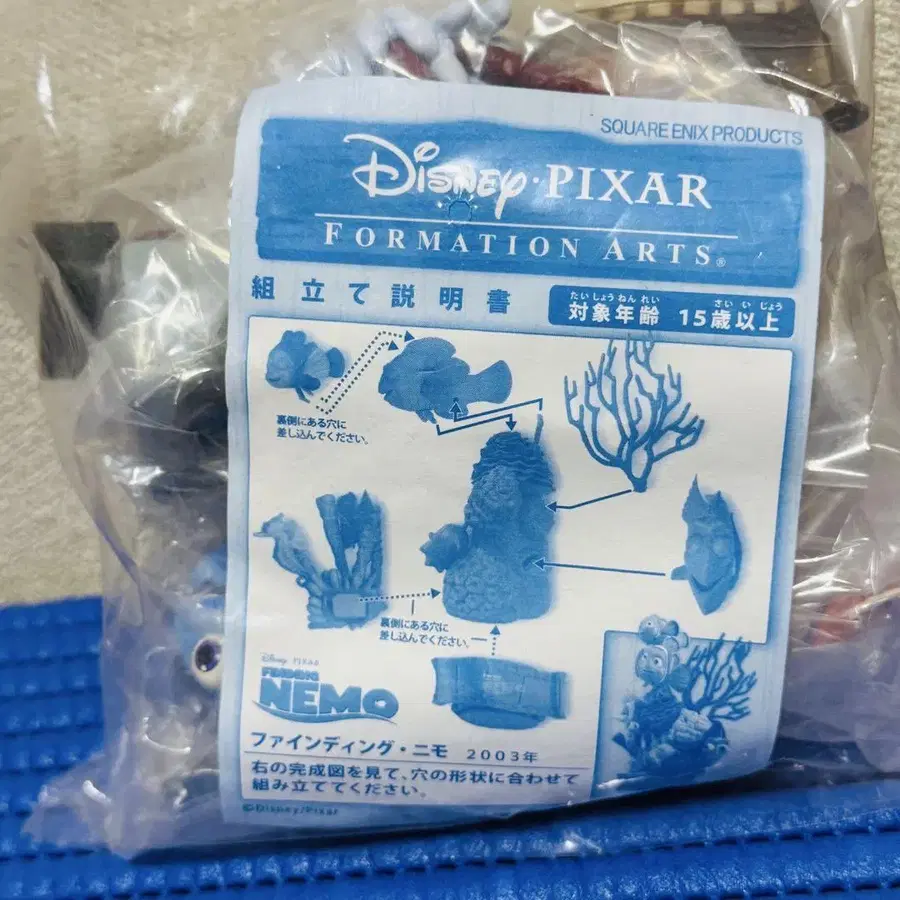 SQUARE ENIX PRODUCTS
Disney・PIXAR
FORMATION ARTS®
組立て説明書
たいしょうねんれい さいいじょう
対象年齢 15歳以上
裏側にある穴に
差し込んでください。
裏側にある穴に
差し込んでください。
Disney PIXAR
FINDING
NEMO
ファインディング・ニモ 2003年
右の完成図を見て、穴の形状に合わせて
組み立ててください。
©Disney/Pixar